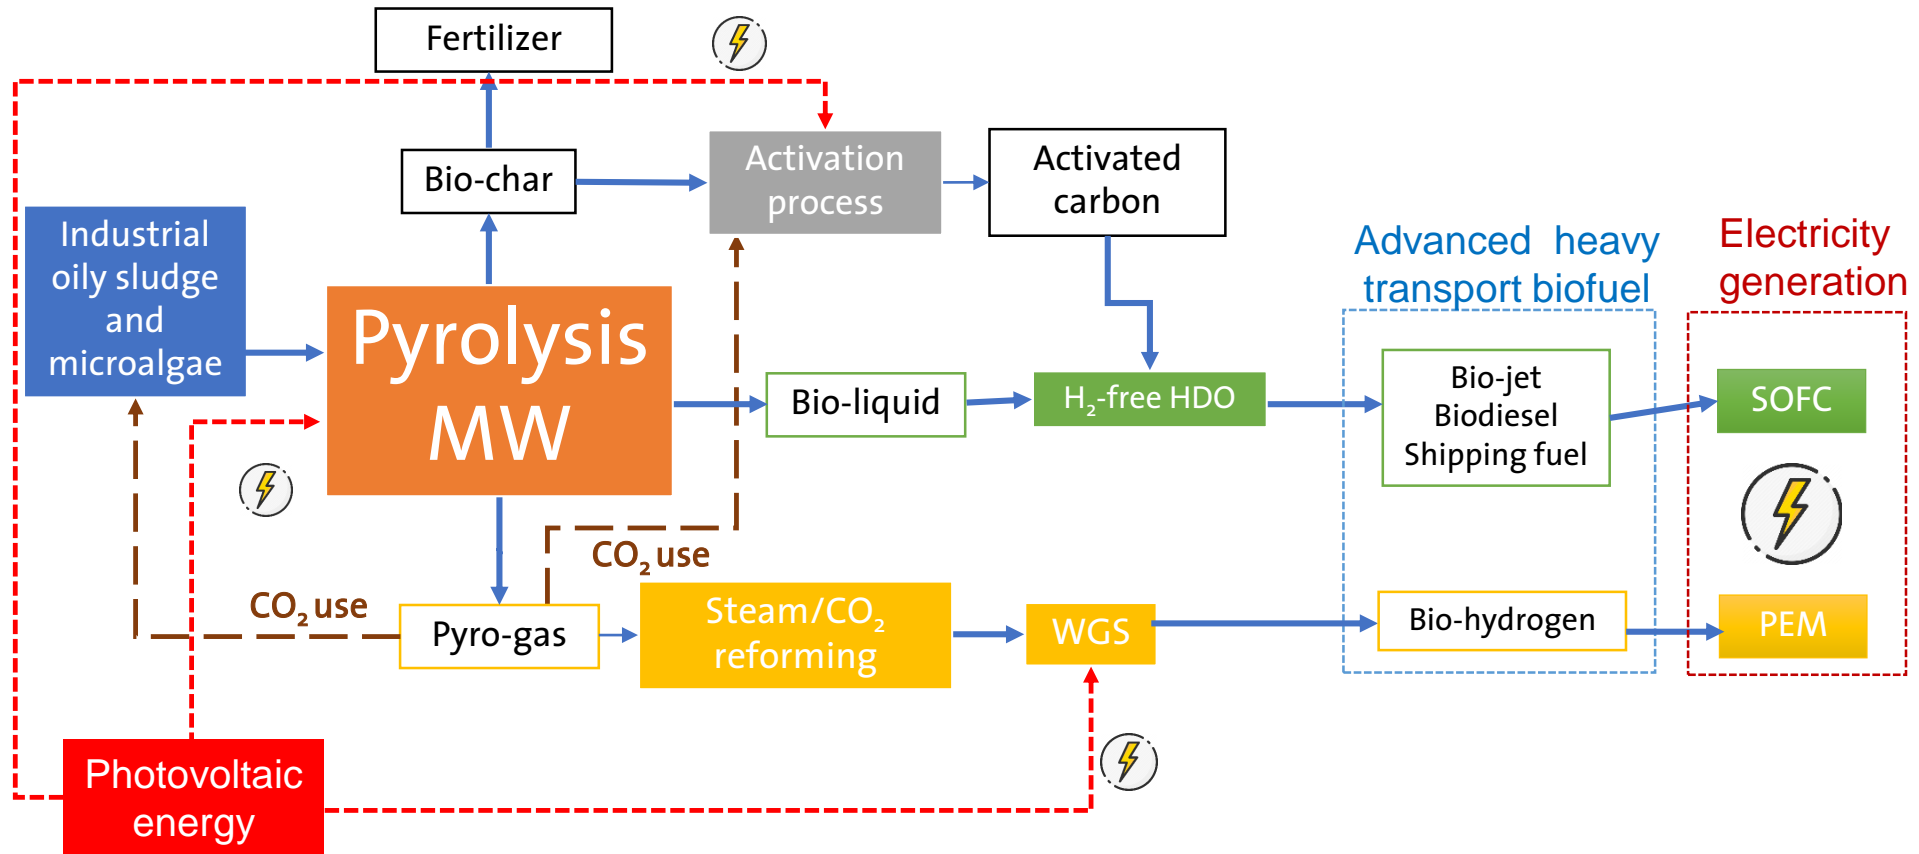 Fertilizer
Bio-char
Activation
process
Activated
carbon
Industrial
oily sludge
and
microalgae
Pyrolysis
MW
Bio-liquid
H₂-free HDO
Advanced heavy
transport biofuel
Bio-jet
Biodiesel
Shipping fuel
Electricity
generation
SOFC
CO₂ use
CO₂ use
Pyro-gas
Steam/CO₂
reforming
WGS
Bio-hydrogen
PEM
Photovoltaic
energy